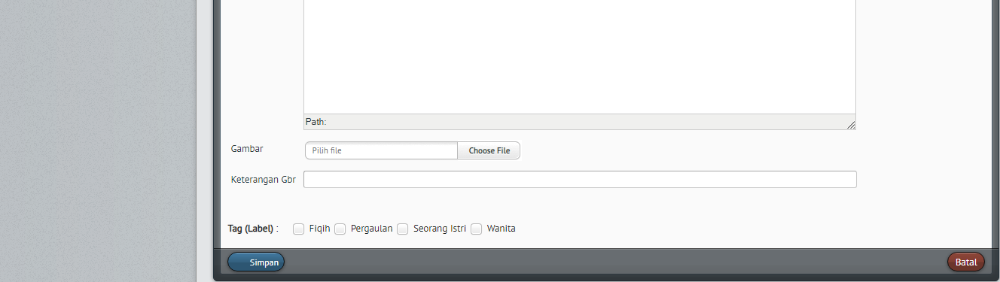 Path:
Gambar Pilih file Choose File
Keterangan Gbr
Tag (Label) : Fiqih Pergaulan Seorang Istri Wanita
Simpan Batal